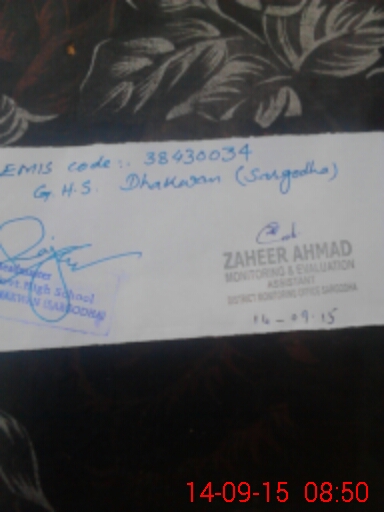 EMIS code:. 38430034
G.H.S. Dhakwan (Sargodha)
Headmaster
Govt. High School
(SARGODHA)
ZAHEER AHMAD
MONITORING & EVALUATION
ASSISTANT
DISTRICT MONITORING OFFICE SARGODHA
14-09-15
14-09-15 08:50